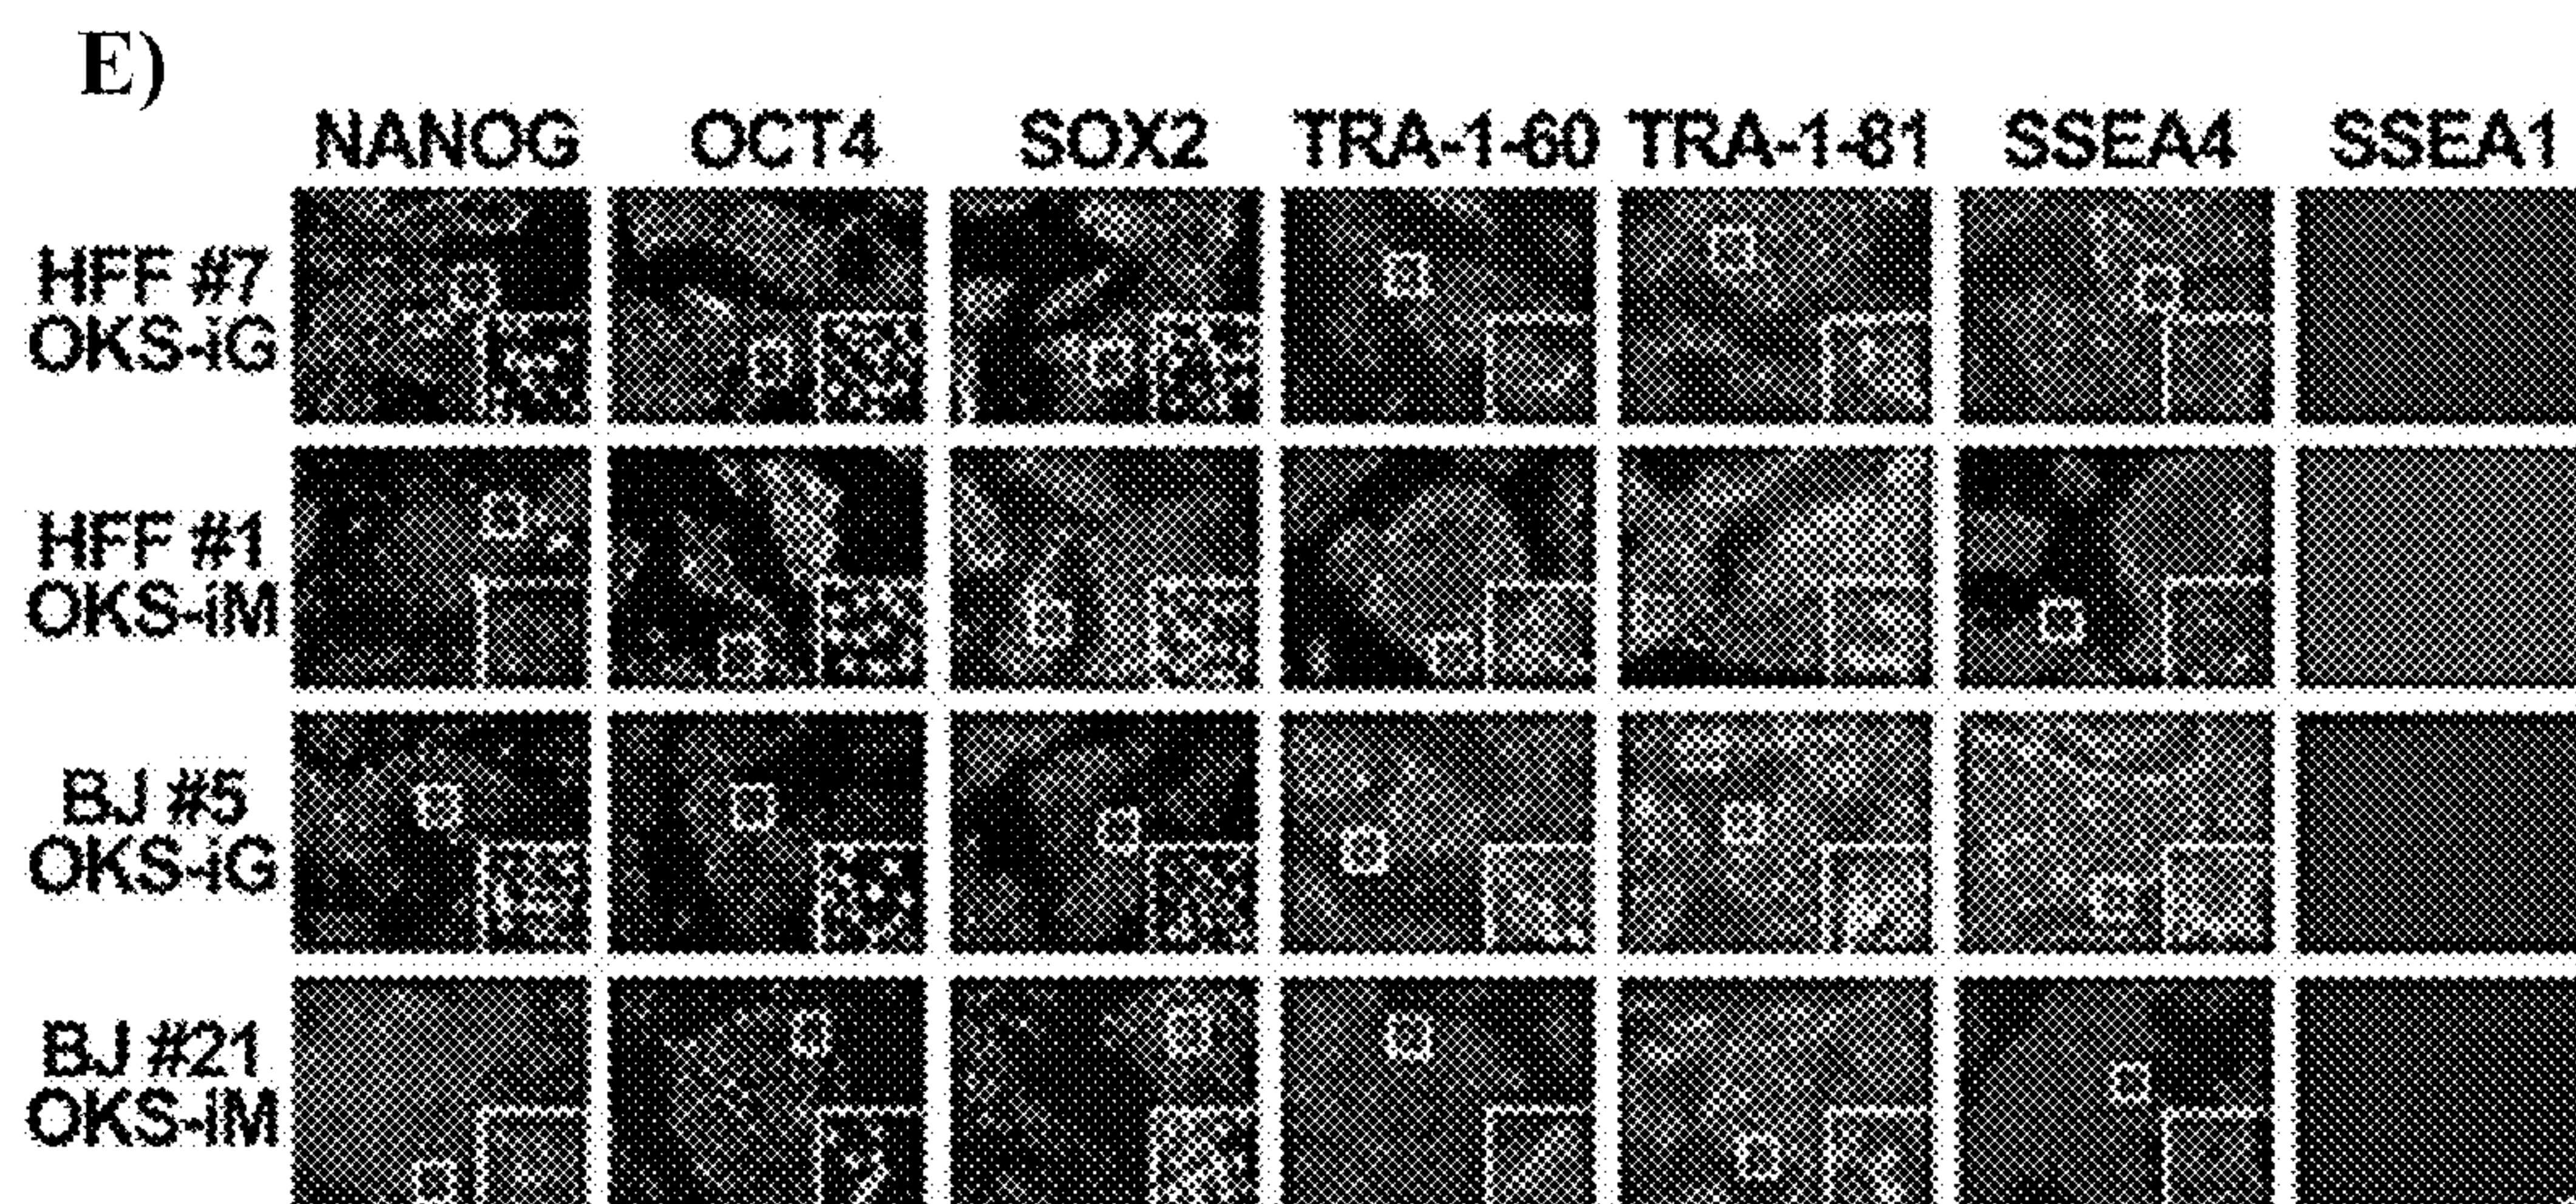 E)
NANOG OCT4 SOX2 TRA-1-60 TRA-1-81 SSEA4 SSEA1
HFF #7
OKS-iG
HFF #1
OKS-iM
BJ #5
OKS-iG
BJ #21
OKS-iM